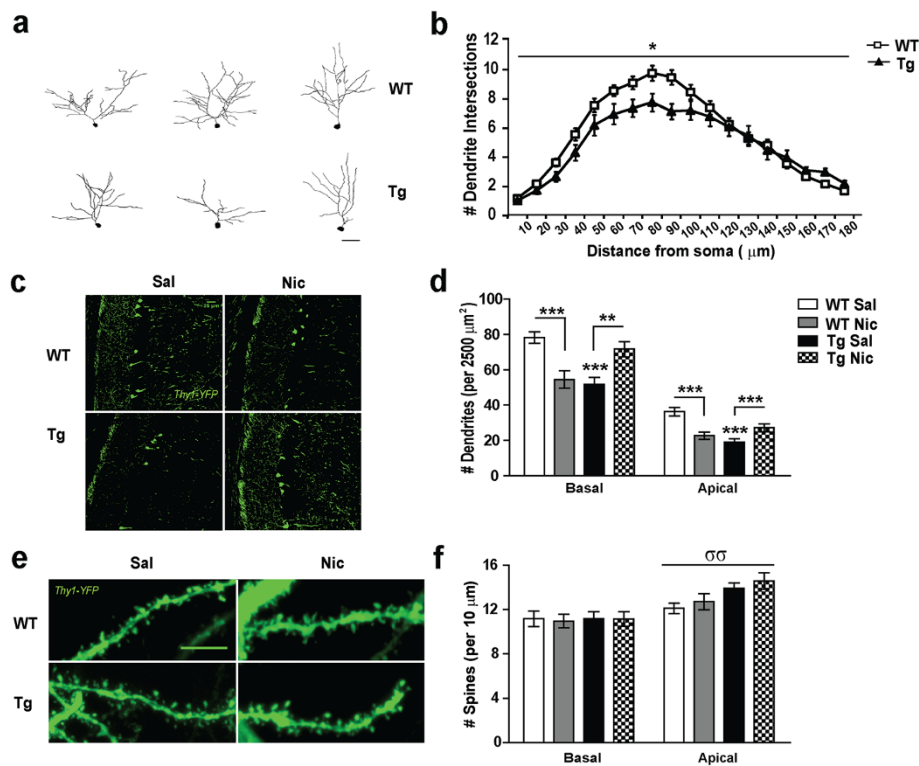 a
WT
Tg
b
# Dendrite Intersections
12
10
8
6
4
2
0
*
WT
Tg
10 20 30 40 50 60 70 80 90 100 110 120 130 140 150 160 170 180
Distance from soma ( μm)
c
Sal Nic
WT
Thy1-YFP
Tg
d
# Dendrites (per 2500 μm²)
100
80
60
40
20
0
*** ** ***
*** *** ***
Basal Apical
WT Sal
WT Nic
Tg Sal
Tg Nic
e
Sal Nic
Thy1-YFP
WT
Tg
f
# Spines (per 10 μm)
16
12
8
4
0
σσ
Basal Apical